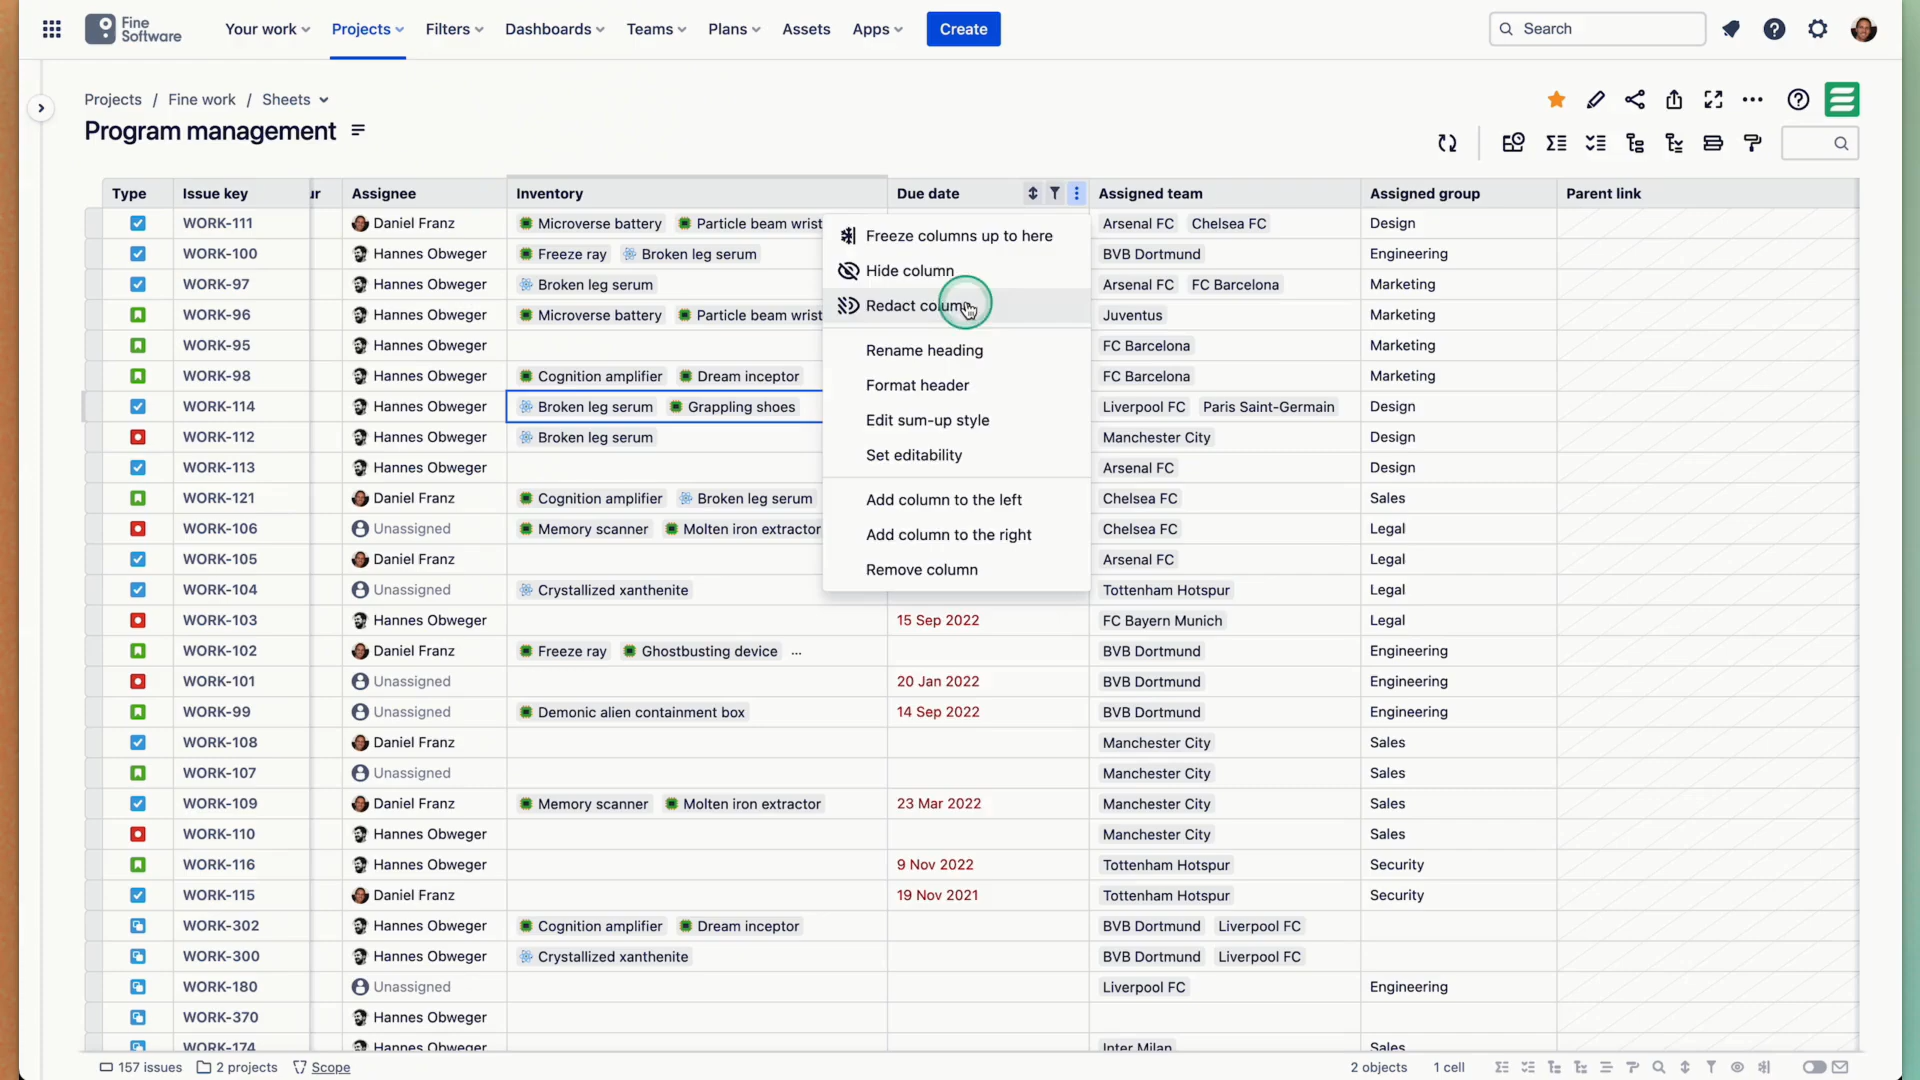 Fine Software
Your work Projects Filters Dashboards Teams Plans Assets Apps Create Search
Projects / Fine work / Sheets
Program management
Type Issue key ur Assignee Inventory Due date Assigned team Assigned group Parent link
WORK-111 Daniel Franz Microverse battery Particle beam wrist Arsenal FC Chelsea FC Design
WORK-100 Hannes Obweger Freeze ray Broken leg serum BVB Dortmund Engineering
WORK-97 Hannes Obweger Broken leg serum Arsenal FC FC Barcelona Marketing
WORK-96 Hannes Obweger Microverse battery Particle beam wrist Juventus Marketing
WORK-95 Hannes Obweger FC Barcelona Marketing
WORK-98 Hannes Obweger Cognition amplifier Dream inceptor FC Barcelona Marketing
WORK-114 Hannes Obweger Broken leg serum Grappling shoes Liverpool FC Paris Saint-Germain Design
WORK-112 Hannes Obweger Broken leg serum Manchester City Design
WORK-113 Hannes Obweger Arsenal FC Design
WORK-121 Daniel Franz Cognition amplifier Broken leg serum Chelsea FC Sales
WORK-106 Unassigned Memory scanner Molten iron extractor Chelsea FC Legal
WORK-105 Daniel Franz Arsenal FC Legal
WORK-104 Unassigned Crystallized xanthenite Tottenham Hotspur Legal
WORK-103 Hannes Obweger 15 Sep 2022 FC Bayern Munich Legal
WORK-102 Daniel Franz Freeze ray Ghostbusting device ... BVB Dortmund Engineering
WORK-101 Unassigned 20 Jan 2022 BVB Dortmund Engineering
WORK-99 Unassigned Demonic alien containment box 14 Sep 2022 BVB Dortmund Engineering
WORK-108 Daniel Franz Manchester City Sales
WORK-107 Unassigned Manchester City Sales
WORK-109 Daniel Franz Memory scanner Molten iron extractor 23 Mar 2022 Manchester City Sales
WORK-110 Hannes Obweger Manchester City Sales
WORK-116 Hannes Obweger 9 Nov 2022 Tottenham Hotspur Security
WORK-115 Daniel Franz 19 Nov 2021 Tottenham Hotspur Security
WORK-302 Hannes Obweger Cognition amplifier Dream inceptor BVB Dortmund Liverpool FC
WORK-300 Hannes Obweger Crystallized xanthenite BVB Dortmund Liverpool FC
WORK-180 Unassigned Liverpool FC Engineering
WORK-370 Hannes Obweger
WORK-174 Hannes Obweger Inter Milan Sales
Freeze columns up to here
Hide column
Redact column
Rename heading
Format header
Edit sum-up style
Set editability
Add column to the left
Add column to the right
Remove column
157 issues 2 projects Scope 2 objects 1 cell